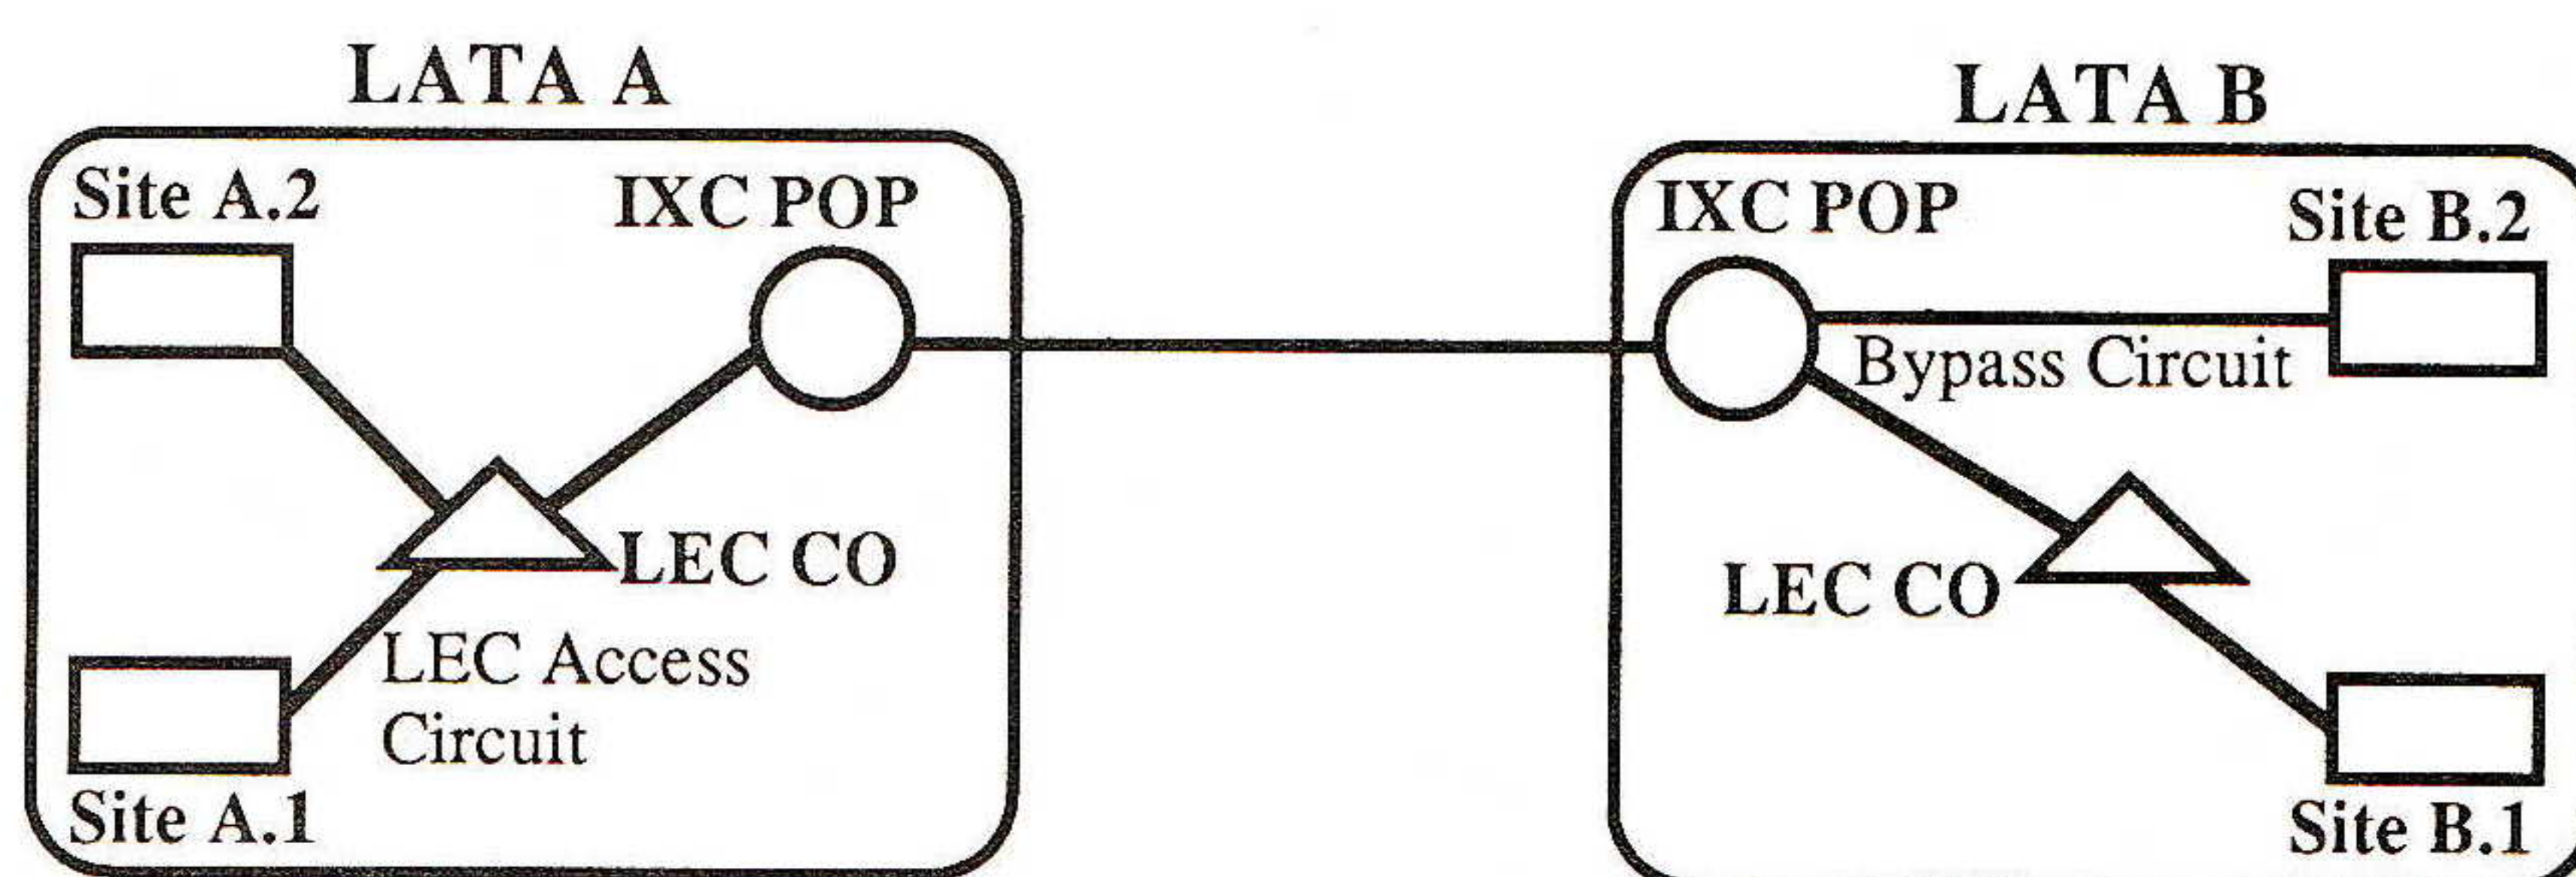 LATA A
LATA B
Site A.2
IXC POP
IXC POP
Site B.2
Bypass Circuit
LEC CO
LEC CO
LEC Access
Circuit
Site A.1
Site B.1